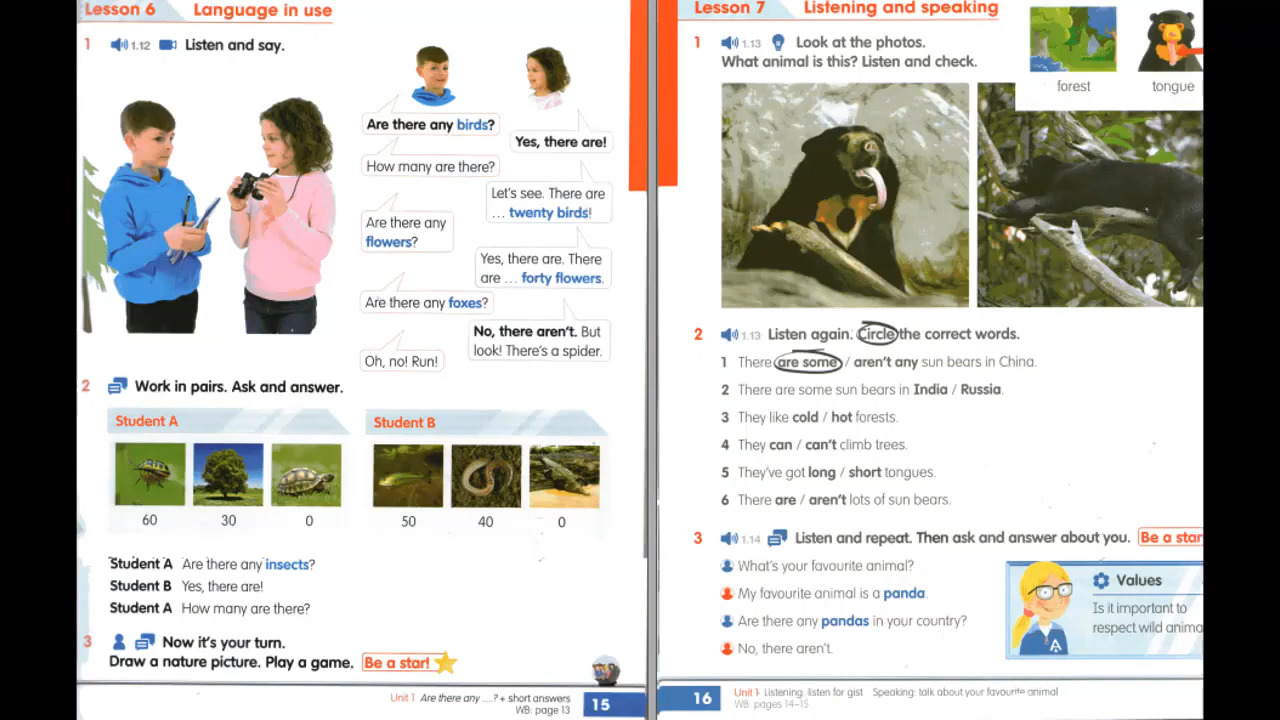 Lesson 6 Language in use
1 1.12 Listen and say.
Are there any birds?
Yes, there are!
How many are there?
Let's see. There are
... twenty birds!
Are there any
flowers?
Yes, there are. There
are ... forty flowers.
Are there any foxes?
No, there aren't. But
look! There's a spider.
Oh, no! Run!
2 Work in pairs. Ask and answer.
Student A
60 30 0
Student B
50 40 0
Student A Are there any insects?
Student B Yes, there are!
Student A How many are there?
3 Now it's your turn.
Draw a nature picture. Play a game. Be a star!
Unit 1 Are there any ...? + short answers
WB: page 13
15
Lesson 7 Listening and speaking
1 1.13 Look at the photos.
What animal is this? Listen and check.
forest tongue
2 1.13 Listen again. Circle the correct words.
1 There are some / aren't any sun bears in China.
2 There are some sun bears in India / Russia.
3 They like cold / hot forests.
4 They can / can't climb trees.
5 They've got long / short tongues.
6 There are / aren't lots of sun bears.
3 1.14 Listen and repeat. Then ask and answer about you. Be a star
What's your favourite animal?
My favourite animal is a panda.
Are there any pandas in your country?
No, there aren't.
Values
Is it important to
respect wild anima
16
Unit 1 Listening: listen for gist Speaking: talk about your favourite animal
WB: pages 14–15